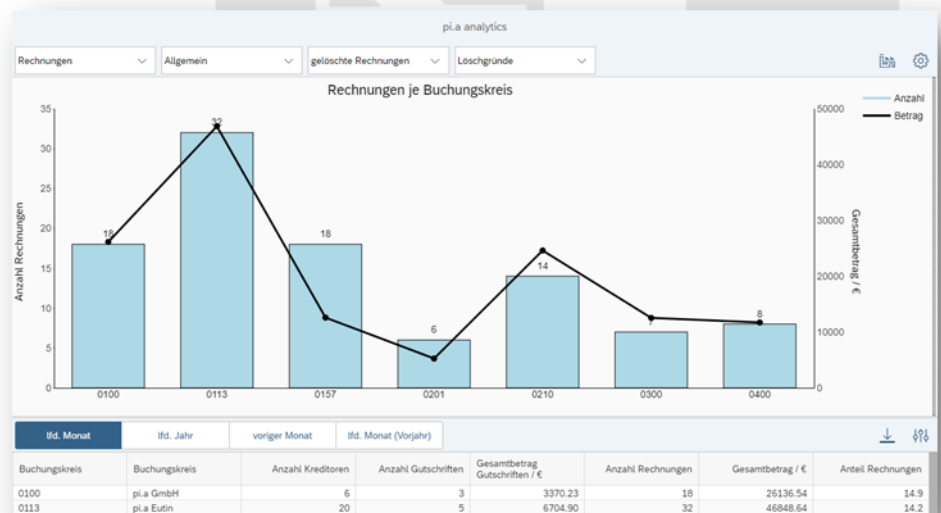 pi.a analytics
Rechnungen Allgemein gelöschte Rechnungen Löschgründe
Rechnungen je Buchungskreis
Anzahl
Betrag
35
30
25
20
15
10
5
0
Anzahl Rechnungen
18
32
18
6
14
7
8
50000
40000
30000
20000
10000
0
Gesamtbetrag / €
0100 0113 0157 0201 0210 0300 0400
lfd. Monat lfd. Jahr voriger Monat lfd. Monat (Vorjahr)
Buchungskreis Buchungskreis Anzahl Kreditoren Anzahl Gutschriften Gesamtbetrag Gutschriften / € Anzahl Rechnungen Gesamtbetrag / € Anteil Rechnungen
0100 pi.a GmbH 6 3 3370.23 18 26136.54 14.9
0113 pi.a Eutin 20 5 6704.90 32 46848.64 14.2